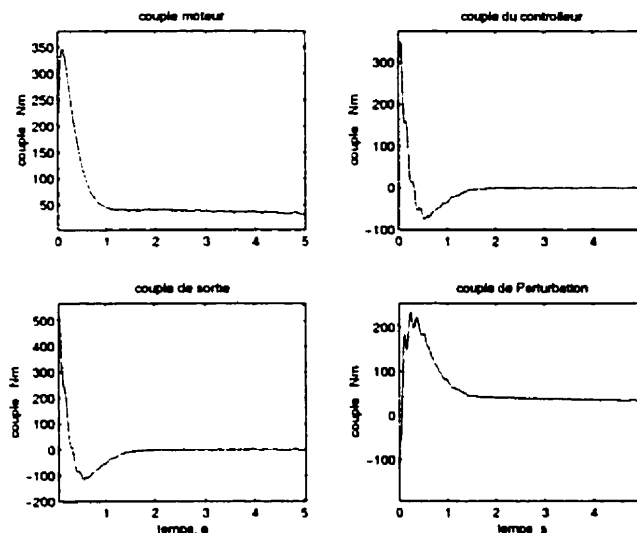 couple moteur
couple Nm
350
300
250
200
150
100
50
0 1 2 3 4 5
couple du controlleur
couple Nm
300
200
100
0
-100
0 1 2 3 4
couple de sortie
couple Nm
500
400
300
200
100
0
-100
-200
1 2 3 4 5
temps, s
couple de Perturbation
couple Nm
200
100
0
-100
0 1 2 3 4
temps, s